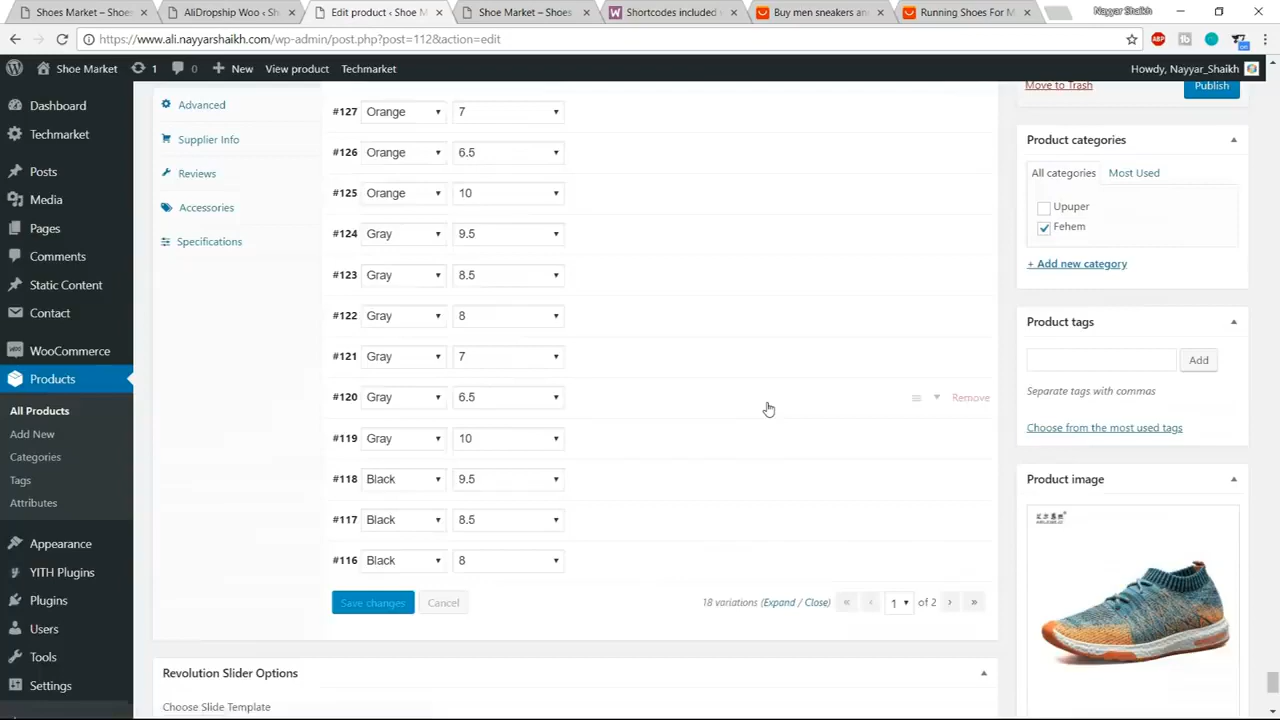 Shoes Market – Shoes
AliDropship Woo ‹ Sh
Edit product ‹ Shoe M
Shoe Market – Shoes
Shortcodes included
Buy men sneakers an
Running Shoes For M
Nayyar Shaikh
https://www.ali.nayyarshaikh.com/wp-admin/post.php?post=112&action=edit
ABP
Shoe Market
1
0
New
View product
Techmarket
Howdy, Nayyar_Shaikh
Dashboard
Techmarket
Posts
Media
Pages
Comments
Static Content
Contact
WooCommerce
Products
All Products
Add New
Categories
Tags
Attributes
Appearance
YITH Plugins
Plugins
Users
Tools
Settings
Advanced
Supplier Info
Reviews
Accessories
Specifications
#127 Orange 7
#126 Orange 6.5
#125 Orange 10
#124 Gray 9.5
#123 Gray 8.5
#122 Gray 8
#121 Gray 7
#120 Gray 6.5 Remove
#119 Gray 10
#118 Black 9.5
#117 Black 8.5
#116 Black 8
Save changes Cancel 18 variations (Expand / Close) « ‹ 1 of 2 › »
Revolution Slider Options
Choose Slide Template
Move to Trash Publish
Product categories
All categories Most Used
Upuper
Fehem
+ Add new category
Product tags
Add
Separate tags with commas
Choose from the most used tags
Product image